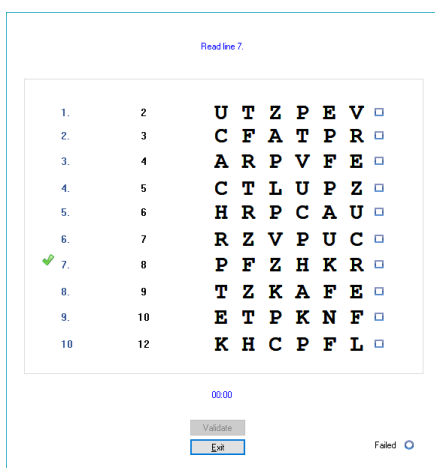 Read line 7.
1. 2 U T Z P E V
2. 3 C F A T P R
3. 4 A R P V F E
4. 5 C T L U P Z
5. 6 H R P C A U
6. 7 R Z V P U C
7. 8 P F Z H K R
8. 9 T Z K A F E
9. 10 E T P K N F
10 12 K H C P F L
00:00
Validate
Exit
Failed